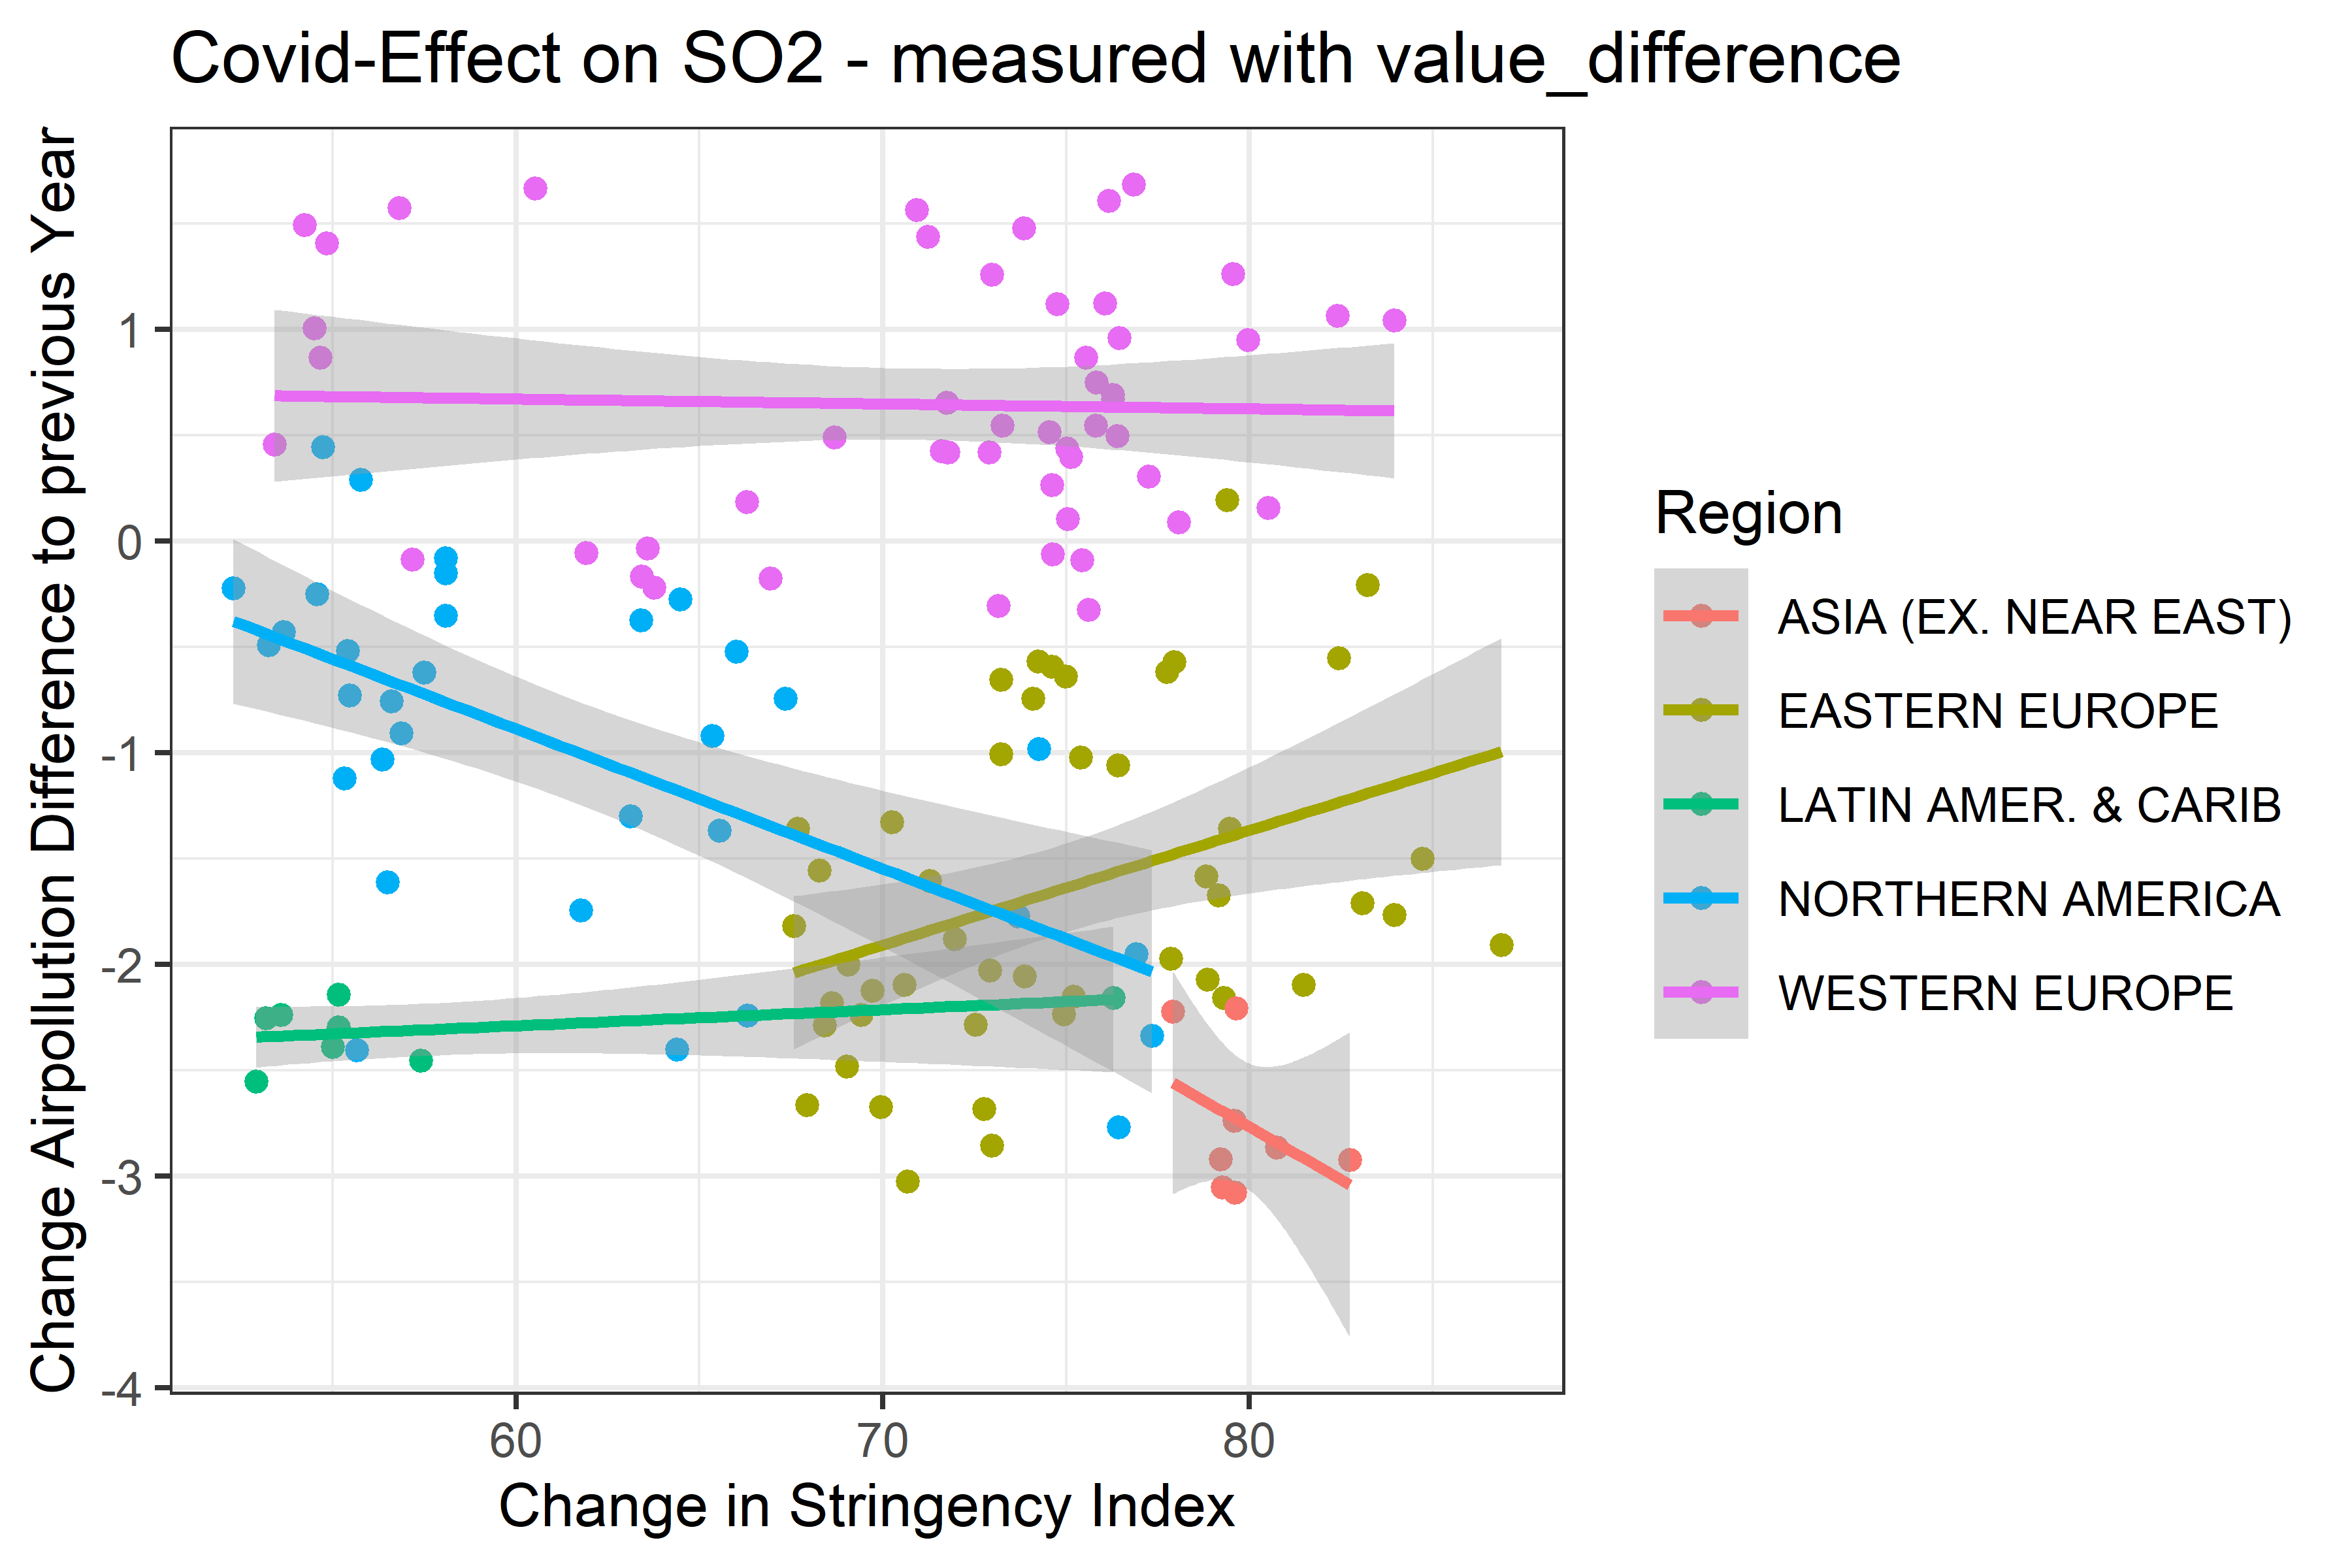 Covid-Effect on SO2 - measured with value_difference
Change Airpollution Difference to previous Year
1
0
-1
-2
-3
-4
60
70
80
Change in Stringency Index
Region
ASIA (EX. NEAR EAST)
EASTERN EUROPE
LATIN AMER. & CARIB
NORTHERN AMERICA
WESTERN EUROPE